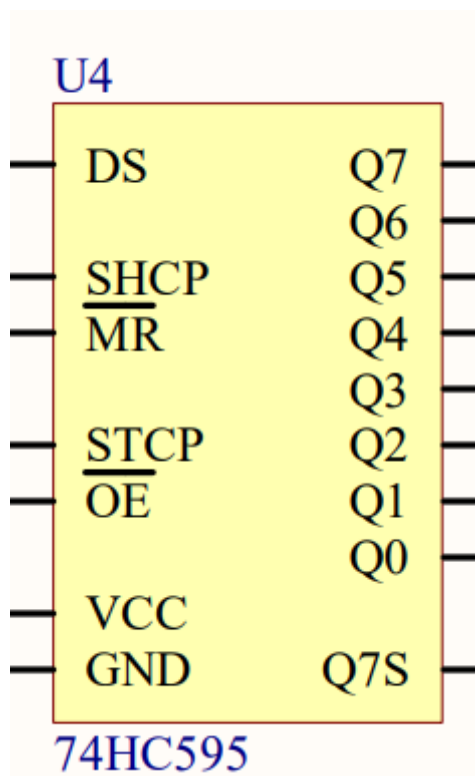 U4
DS Q7
Q6
SHCP Q5
MR Q4
Q3
STCP Q2
OE Q1
Q0
VCC
GND Q7S
74HC595